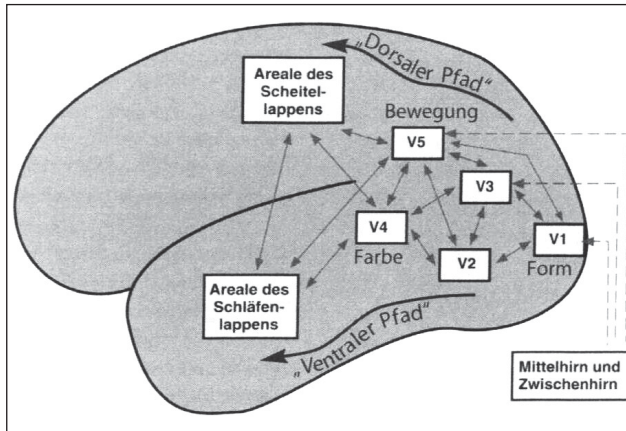 „Dorsaler Pfad“
Areale des
Scheitel-
lappens
Bewegung
V5
V3
V4
Farbe
V2
V1
Form
Areale des
Schläfen-
lappens
„Ventraler Pfad“
Mittelhirn und
Zwischenhirn